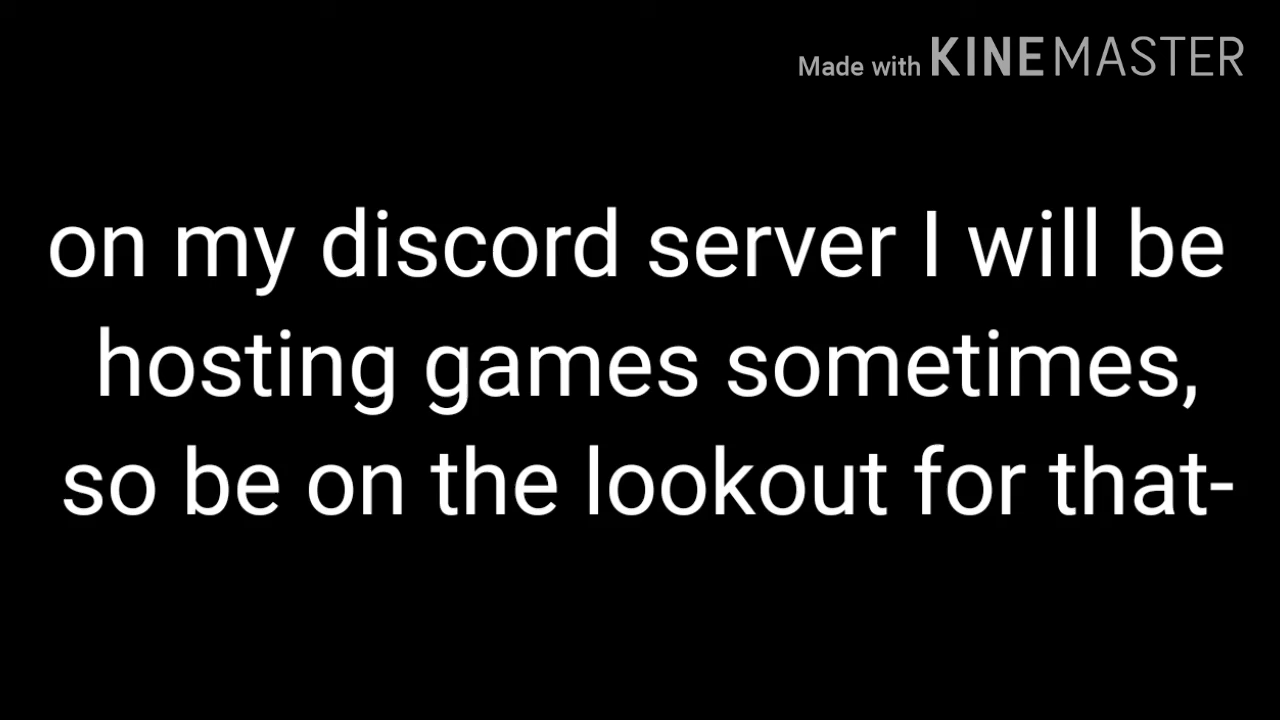 Made with KINEMASTER
on my discord server I will be
hosting games sometimes,
so be on the lookout for that-